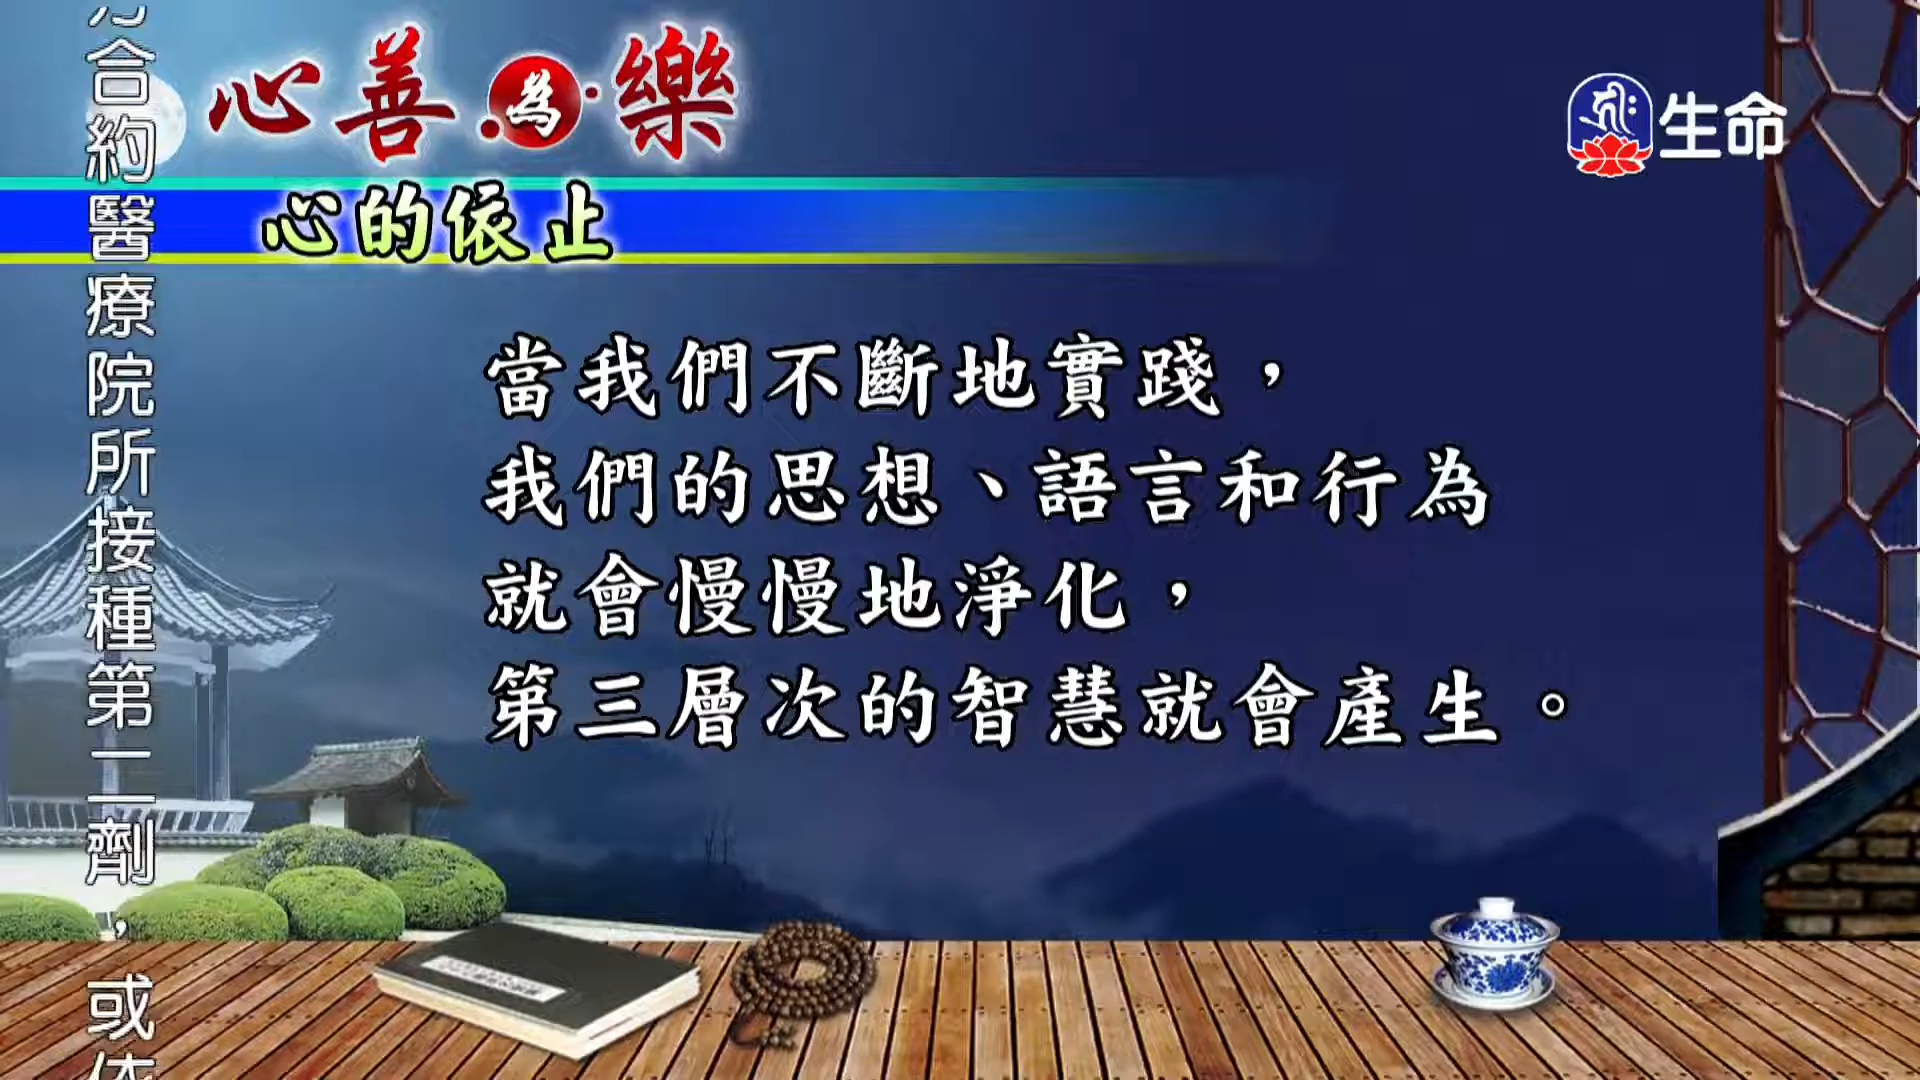 心善為樂
生命
心的依止
當我們不斷地實踐，
我們的思想、語言和行為
就會慢慢地淨化，
第三層次的智慧就會產生。
合約醫療院所接種第二劑，或依